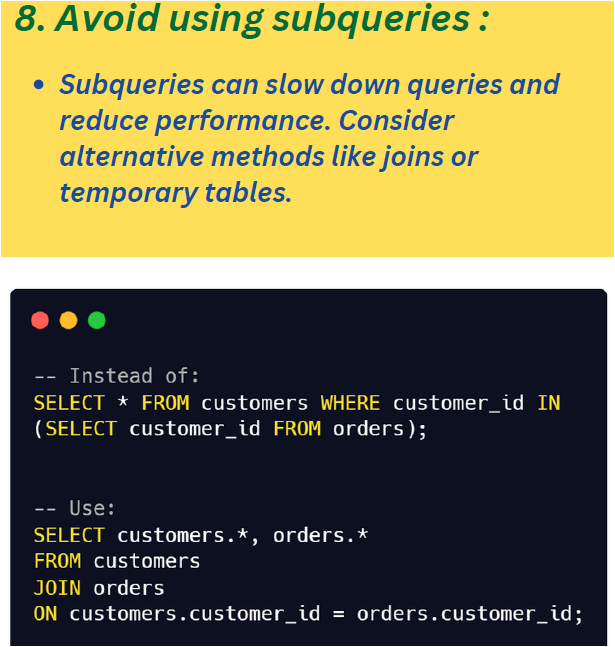 8. Avoid using subqueries :
• Subqueries can slow down queries and
reduce performance. Consider
alternative methods like joins or
temporary tables.
-- Instead of:
SELECT * FROM customers WHERE customer_id IN
(SELECT customer_id FROM orders);
-- Use:
SELECT customers.*, orders.*
FROM customers
JOIN orders
ON customers.customer_id = orders.customer_id;